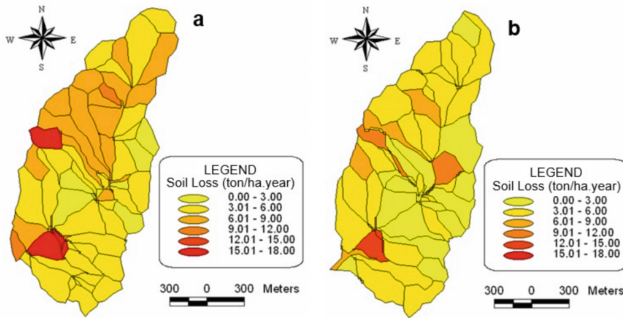 N
a
W E
S
LEGEND
Soil Loss (ton/ha.year)
0.00 - 3.00
3.01 - 6.00
6.01 - 9.00
9.01 - 12.00
12.01 - 15.00
15.01 - 18.00
300 0 300 Meters
N
b
W E
S
LEGEND
Soil Loss (ton/ha.year)
0.00 - 3.00
3.01 - 6.00
6.01 - 9.00
9.01 - 12.00
12.01 - 15.00
15.01 - 18.00
300 0 300 Meters